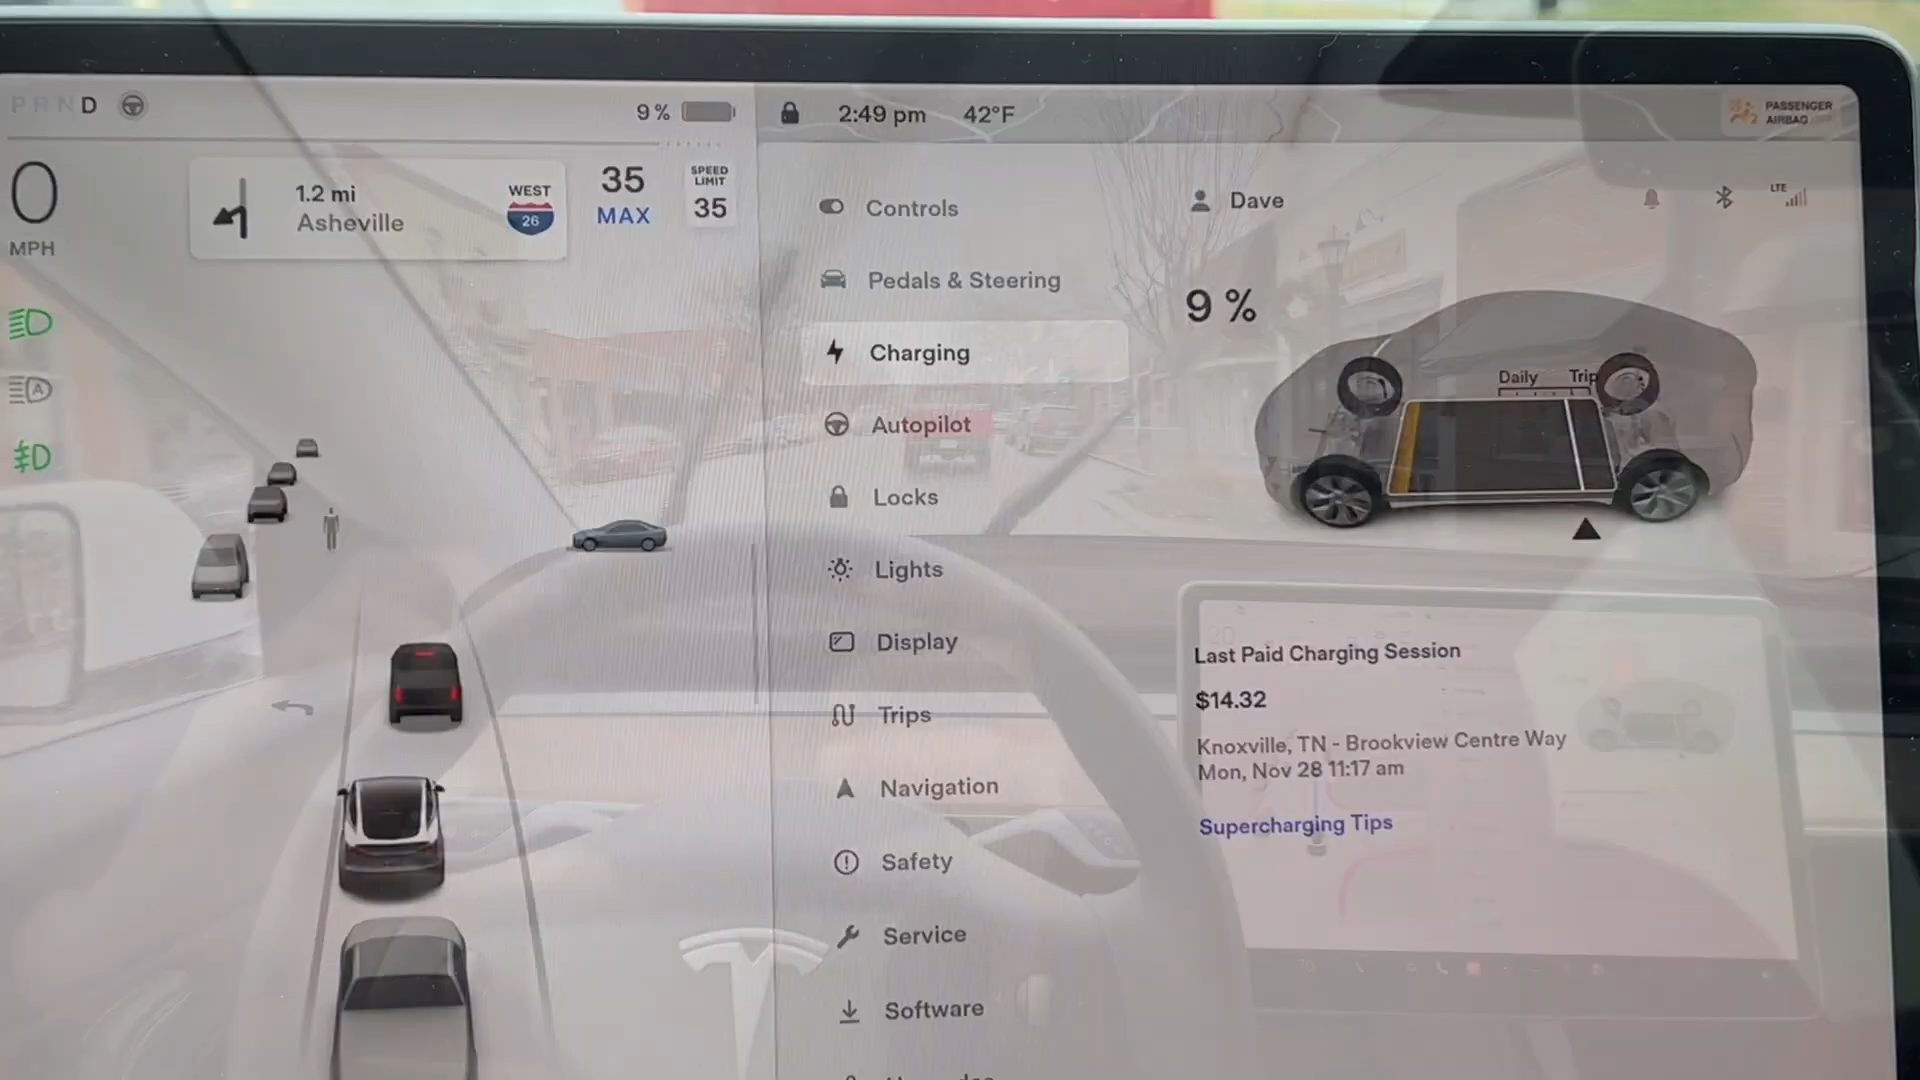 PRND
9 %
2:49 pm
42°F
PASSENGER
AIRBAG OFF
0
MPH
1.2 mi
Asheville
WEST
26
35
MAX
SPEED
LIMIT
35
A
Controls
Pedals & Steering
Charging
Autopilot
Locks
Lights
Display
Trips
Navigation
Safety
Service
Software
Dave
LTE
9 %
Daily
Trip
Last Paid Charging Session
$14.32
Knoxville, TN - Brookview Centre Way
Mon, Nov 28 11:17 am
Supercharging Tips